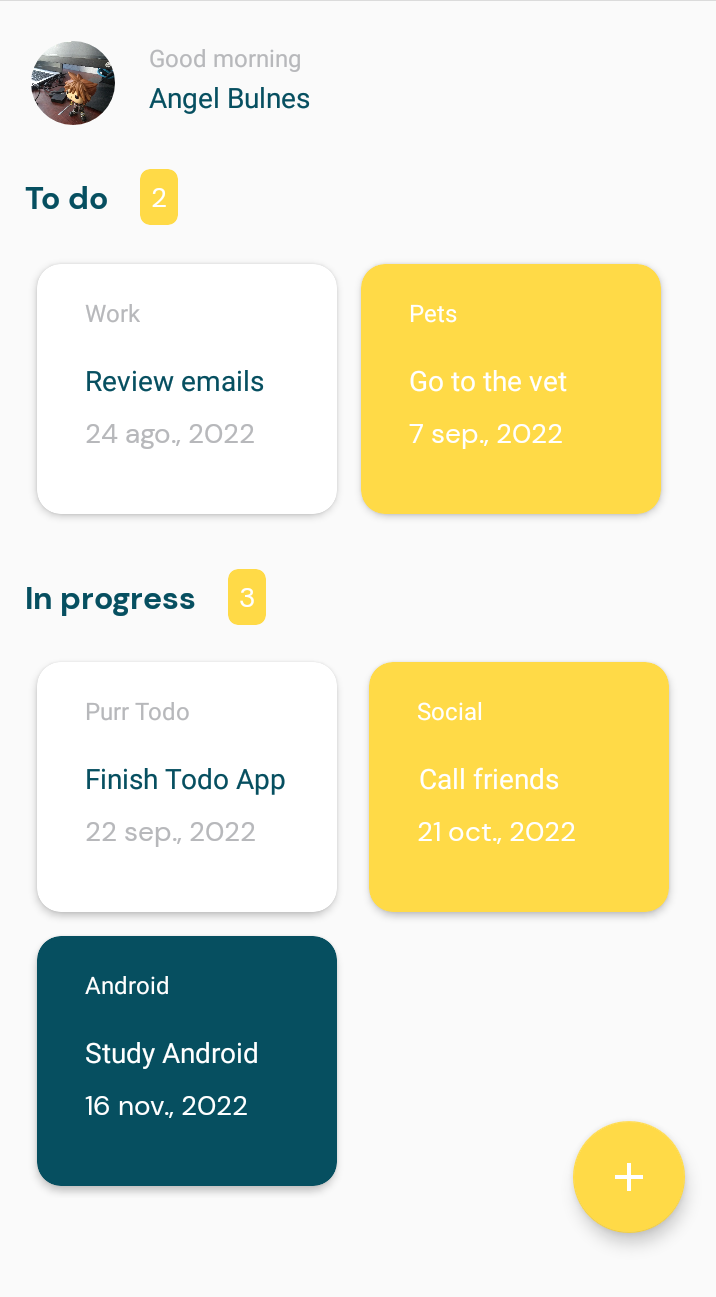 Good morning
Angel Bulnes
To do 2
Work
Review emails
24 ago., 2022
Pets
Go to the vet
7 sep., 2022
In progress 3
Purr Todo
Finish Todo App
22 sep., 2022
Social
Call friends
21 oct., 2022
Android
Study Android
16 nov., 2022
+